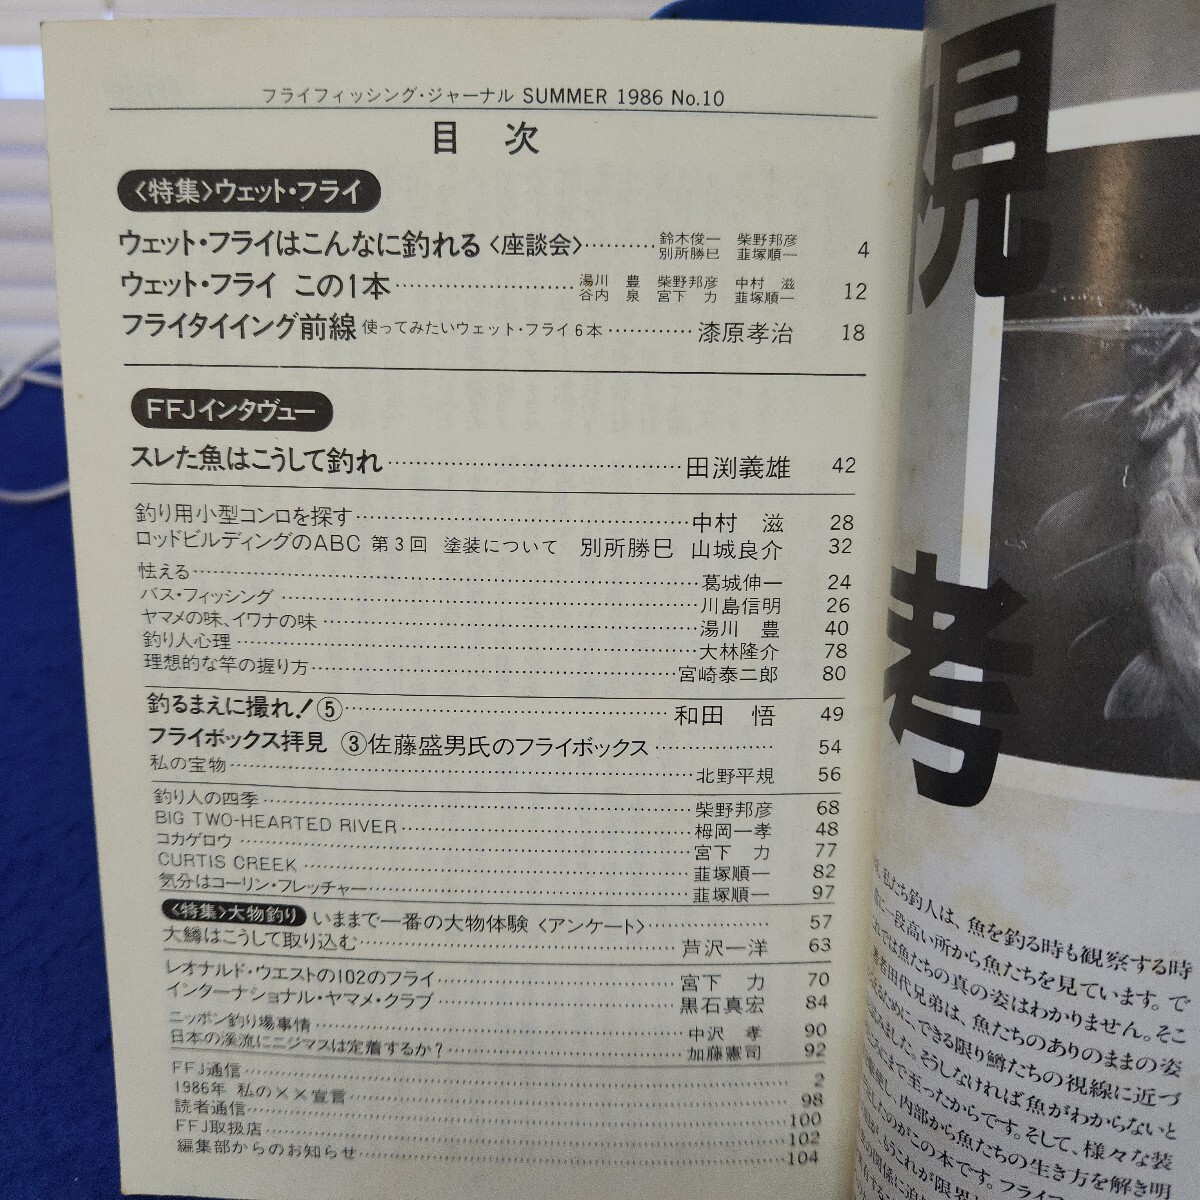 フライフィッシング・ジャーナル SUMMER 1986 No.10
目 次
〈特集〉ウェット・フライ
ウェット・フライはこんなに釣れる〈座談会〉……… 鈴木俊一 柴野邦彦 別所勝巳 韮塚順一 4
ウェット・フライ この1本……… 湯川 豊 柴野邦彦 中村 滋 谷内 泉 宮下 力 韮塚順一 12
フライタイイング前線 使ってみたいウェット・フライ6本……… 漆原孝治 18
FFJインタヴュー
スレた魚はこうして釣れ……… 田渕義雄 42
釣り用小型コンロを探す……… 中村 滋 28
ロッドビルディングのABC 第3回 塗装について 別所勝巳 山城良介 32
怯える……… 葛城伸一 24
バス・フィッシング……… 川島信明 26
ヤマメの味、イワナの味……… 湯川 豊 40
釣り人心理……… 大林隆介 78
理想的な竿の握り方……… 宮崎泰二郎 80
釣るまえに撮れ!⑤……… 和田 悟 49
フライボックス拝見 ③佐藤盛男氏のフライボックス……… 54
私の宝物……… 北野平規 56
釣り人の四季……… 柴野邦彦 68
BIG TWO-HEARTED RIVER……… 栂岡一孝 48
コカゲロウ……… 宮下 力 77
CURTIS CREEK……… 韮塚順一 82
気分はコーリン・フレッチャー……… 韮塚順一 97
〈特集〉大物釣り いままで一番の大物体験〈アンケート〉……… 57
大鱒はこうして取り込む……… 芦沢一洋 63
レオナルド・ウエストの102のフライ……… 宮下 力 70
インターナショナル・ヤマメ・クラブ……… 黒石真宏 84
ニッポン釣り場事情……… 中沢 孝 90
日本の渓流にニジマスは定着するか?……… 加藤憲司 92
FFJ通信……… 2
1986年 私の××宣言……… 98
読者通信……… 100
FFJ取扱店……… 102
編集部からのお知らせ……… 104
視
考
私たち釣人は、魚を釣る時も観察する時
に一段高い所から魚たちを見ています。で
れでは魚たちの真の姿はわかりません。そこ
著者田代兄弟は、魚たちのありのままの姿
ために、できる限り鱒たちの視線に近づ
ました。そうしなければ魚がわからないと
にまで至ったからです。そして、様々な装
し、内部から魚たちの生き方を解き明
したのがこの本です。フライフ